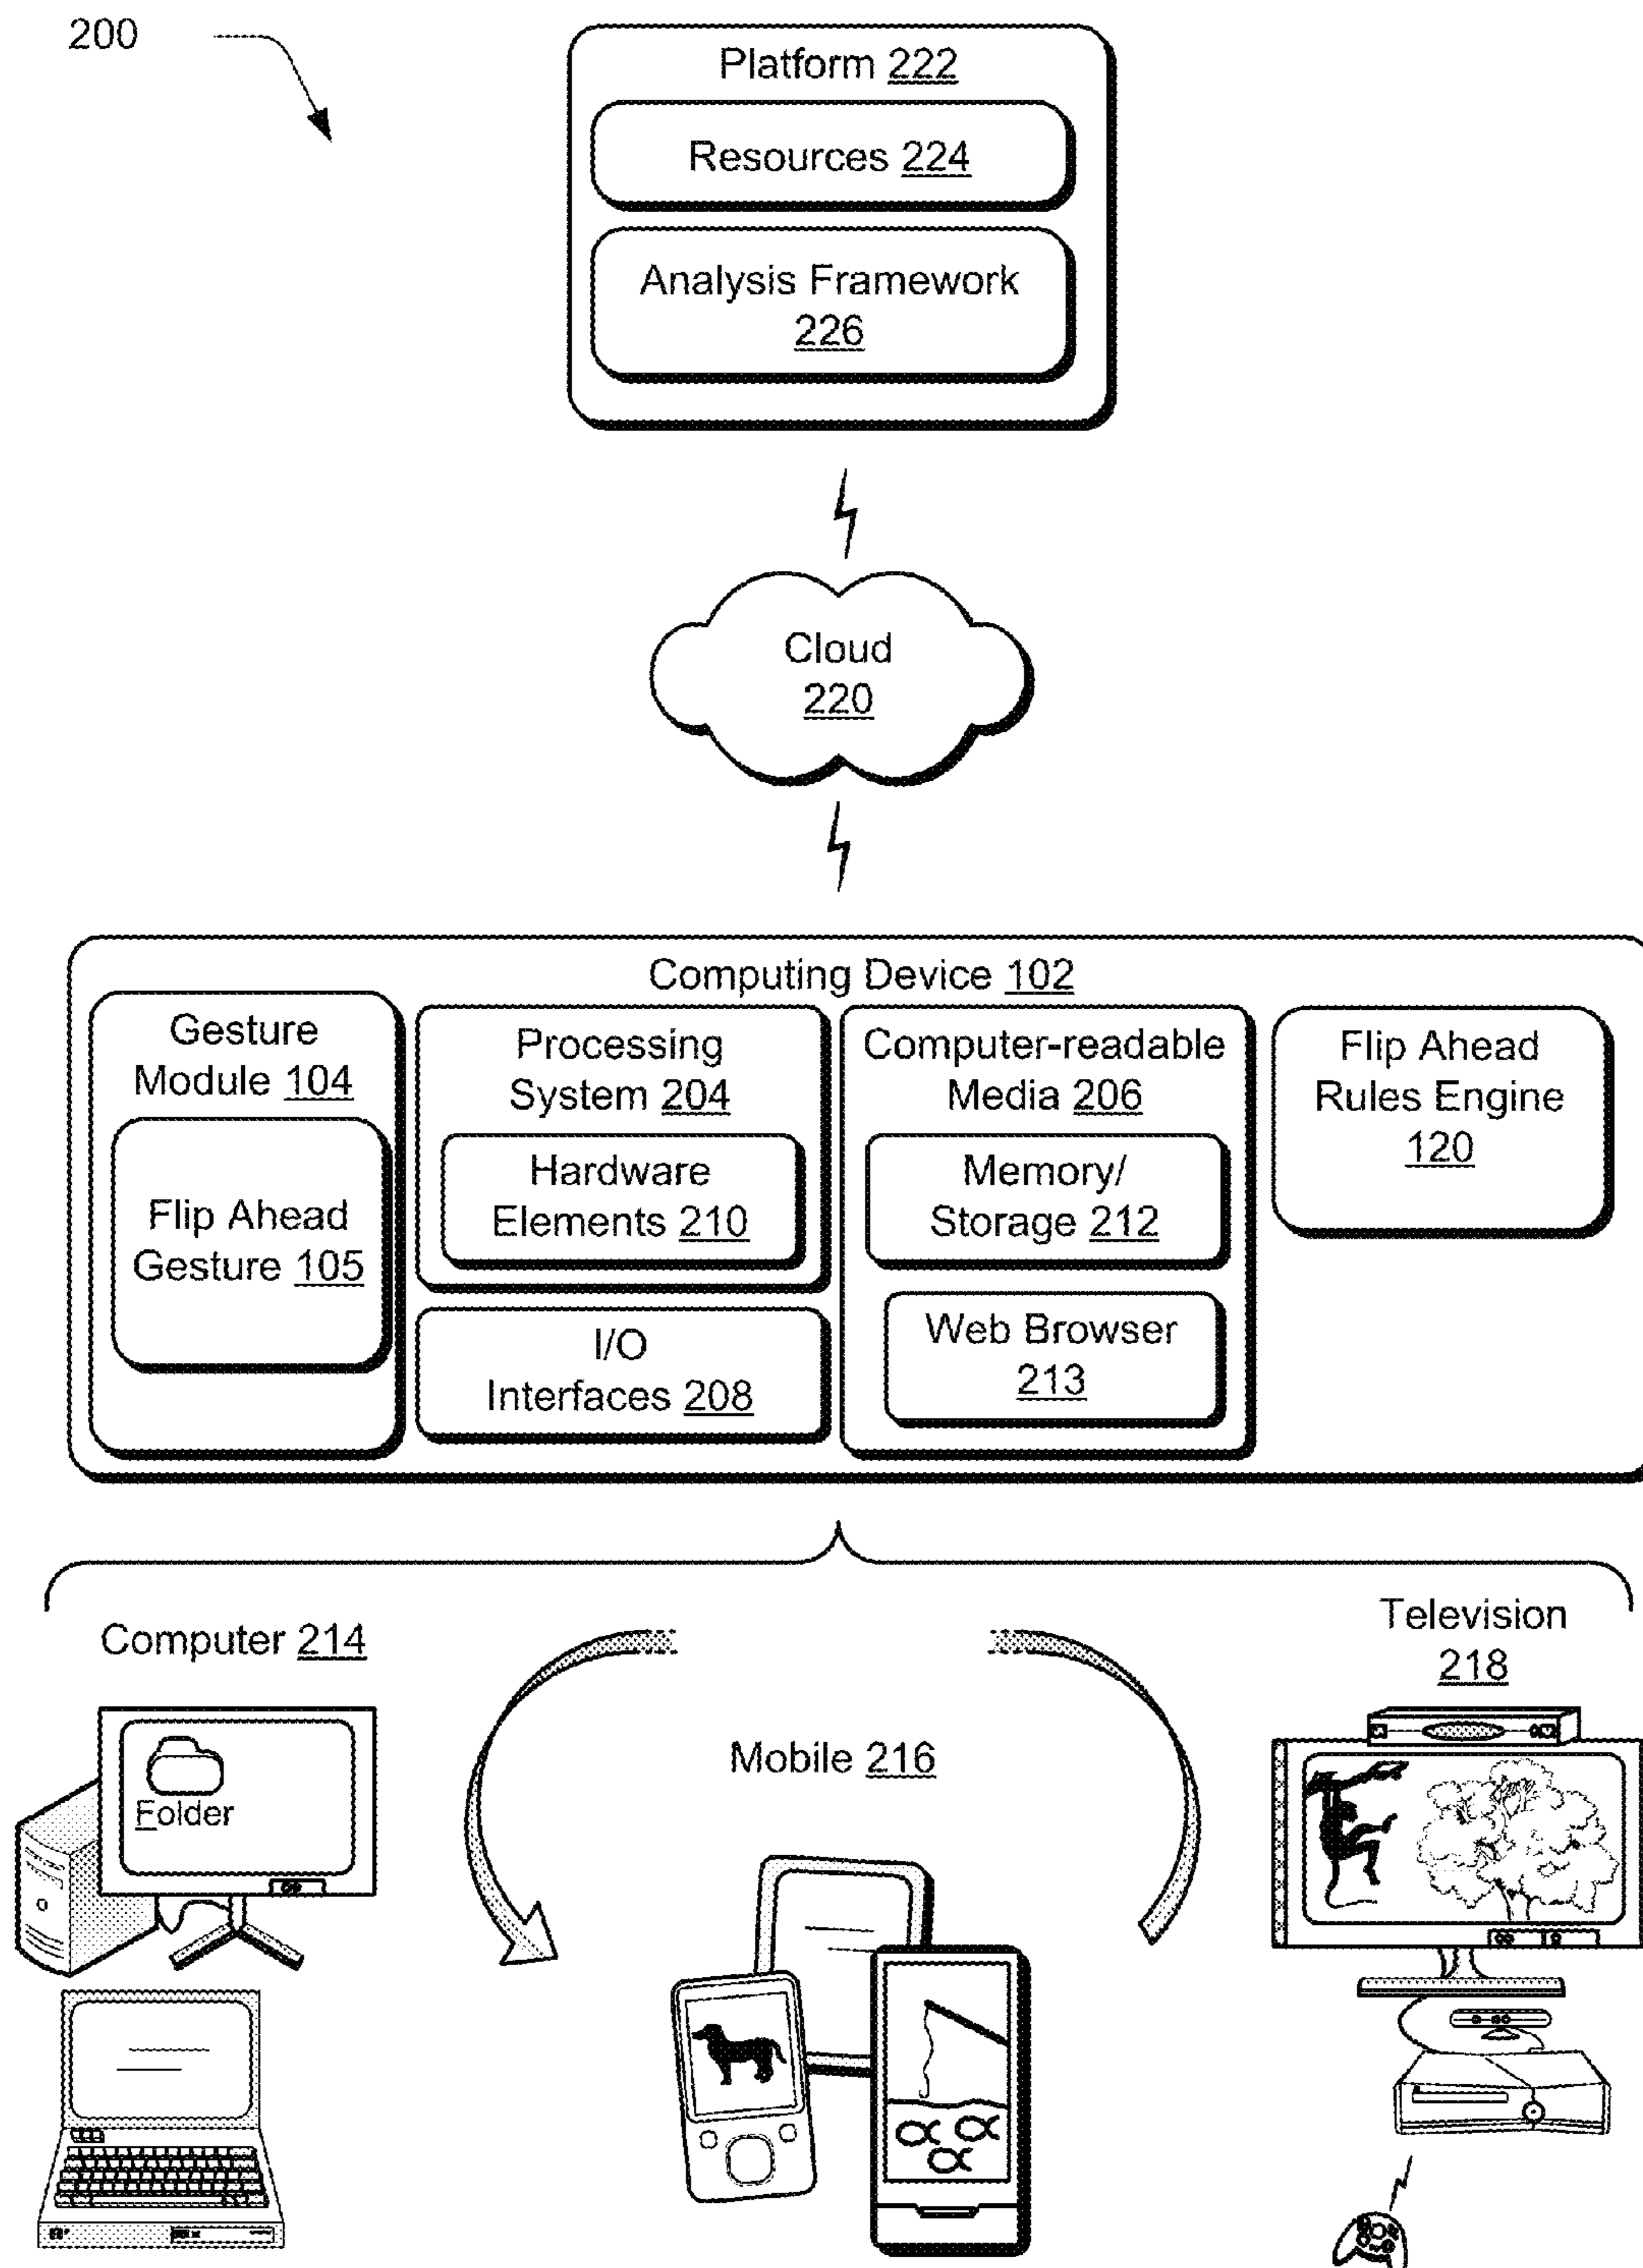 200
Platform 222
Resources 224
Analysis Framework
226
Cloud
220
Computing Device 102
Gesture
Module 104
Flip Ahead
Gesture 105
Processing
System 204
Hardware
Elements 210
I/O
Interfaces 208
Computer-readable
Media 206
Memory/
Storage 212
Web Browser
213
Flip Ahead
Rules Engine
120
Computer 214
Folder
Mobile 216
Television
218